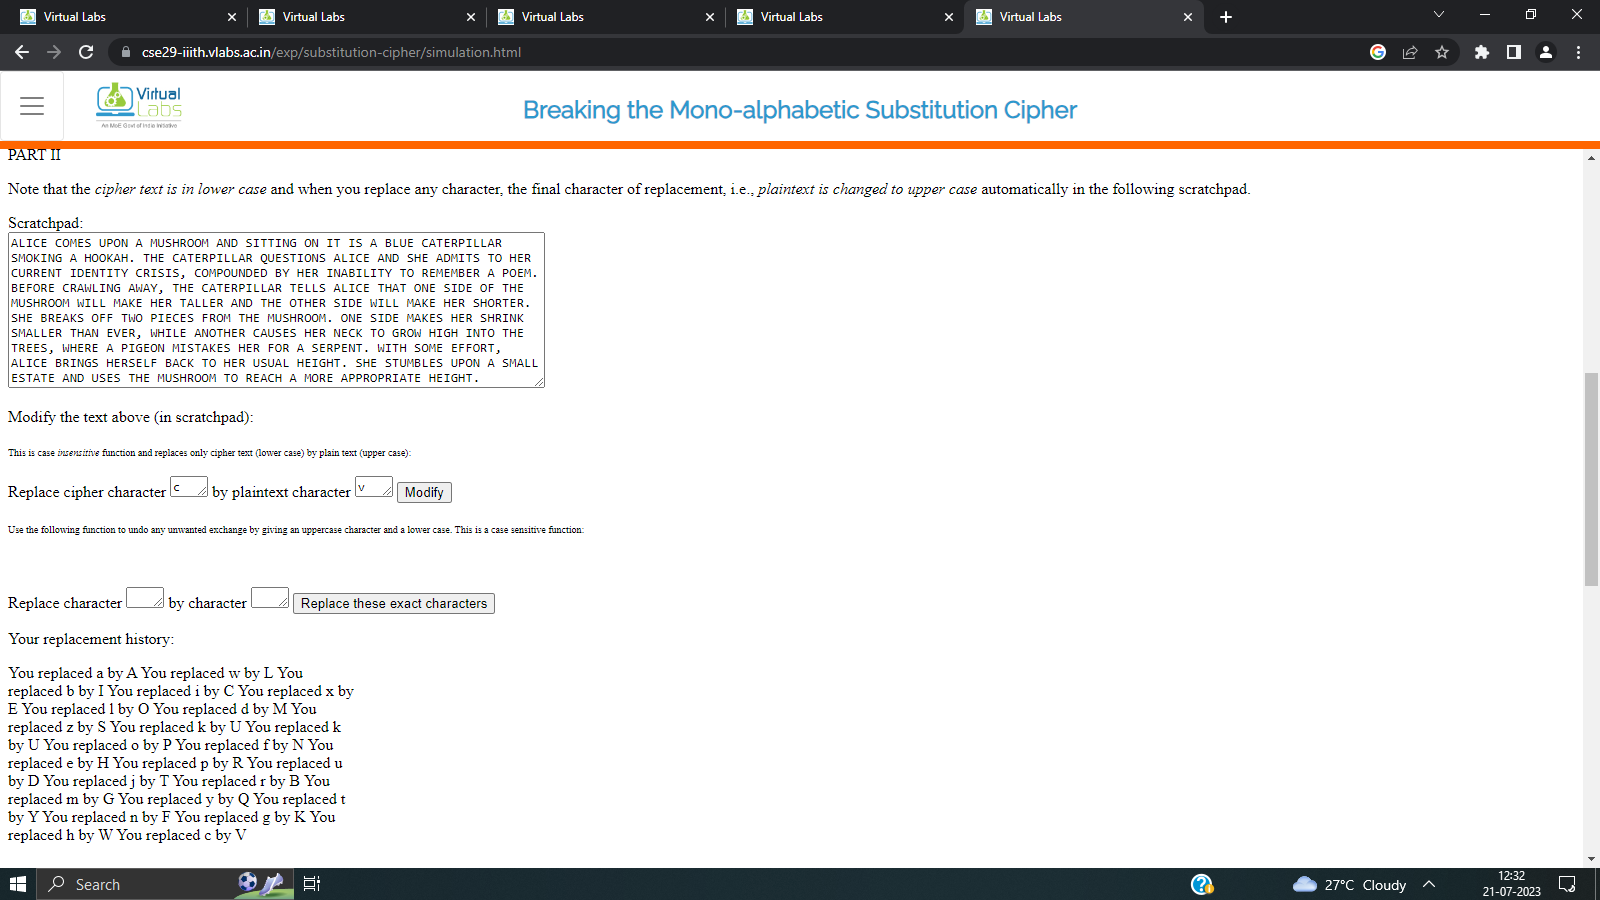 Virtual Labs
Virtual Labs
Virtual Labs
Virtual Labs
Virtual Labs
cse29-iiith.vlabs.ac.in/exp/substitution-cipher/simulation.html
Virtual
Labs
An MoE Govt of India Initiative
Breaking the Mono-alphabetic Substitution Cipher
PART II
Note that the cipher text is in lower case and when you replace any character, the final character of replacement, i.e., plaintext is changed to upper case automatically in the following scratchpad.
Scratchpad:
ALICE COMES UPON A MUSHROOM AND SITTING ON IT IS A BLUE CATERPILLAR
SMOKING A HOOKAH. THE CATERPILLAR QUESTIONS ALICE AND SHE ADMITS TO HER
CURRENT IDENTITY CRISIS, COMPOUNDED BY HER INABILITY TO REMEMBER A POEM.
BEFORE CRAWLING AWAY, THE CATERPILLAR TELLS ALICE THAT ONE SIDE OF THE
MUSHROOM WILL MAKE HER TALLER AND THE OTHER SIDE WILL MAKE HER SHORTER.
SHE BREAKS OFF TWO PIECES FROM THE MUSHROOM. ONE SIDE MAKES HER SHRINK
SMALLER THAN EVER, WHILE ANOTHER CAUSES HER NECK TO GROW HIGH INTO THE
TREES, WHERE A PIGEON MISTAKES HER FOR A SERPENT. WITH SOME EFFORT,
ALICE BRINGS HERSELF BACK TO HER USUAL HEIGHT. SHE STUMBLES UPON A SMALL
ESTATE AND USES THE MUSHROOM TO REACH A MORE APPROPRIATE HEIGHT.
Modify the text above (in scratchpad):
This is case insensitive function and replaces only cipher text (lower case) by plain text (upper case):
Replace cipher character c by plaintext character v Modify
Use the following function to undo any unwanted exchange by giving an uppercase character and a lower case. This is a case sensitive function:
Replace character by character Replace these exact characters
Your replacement history:
You replaced a by A You replaced w by L You
replaced b by I You replaced i by C You replaced x by
E You replaced l by O You replaced d by M You
replaced z by S You replaced k by U You replaced k
by U You replaced o by P You replaced f by N You
replaced e by H You replaced p by R You replaced u
by D You replaced j by T You replaced r by B You
replaced m by G You replaced y by Q You replaced t
by Y You replaced n by F You replaced g by K You
replaced h by W You replaced c by V
Search
27°C Cloudy
12:32
21-07-2023